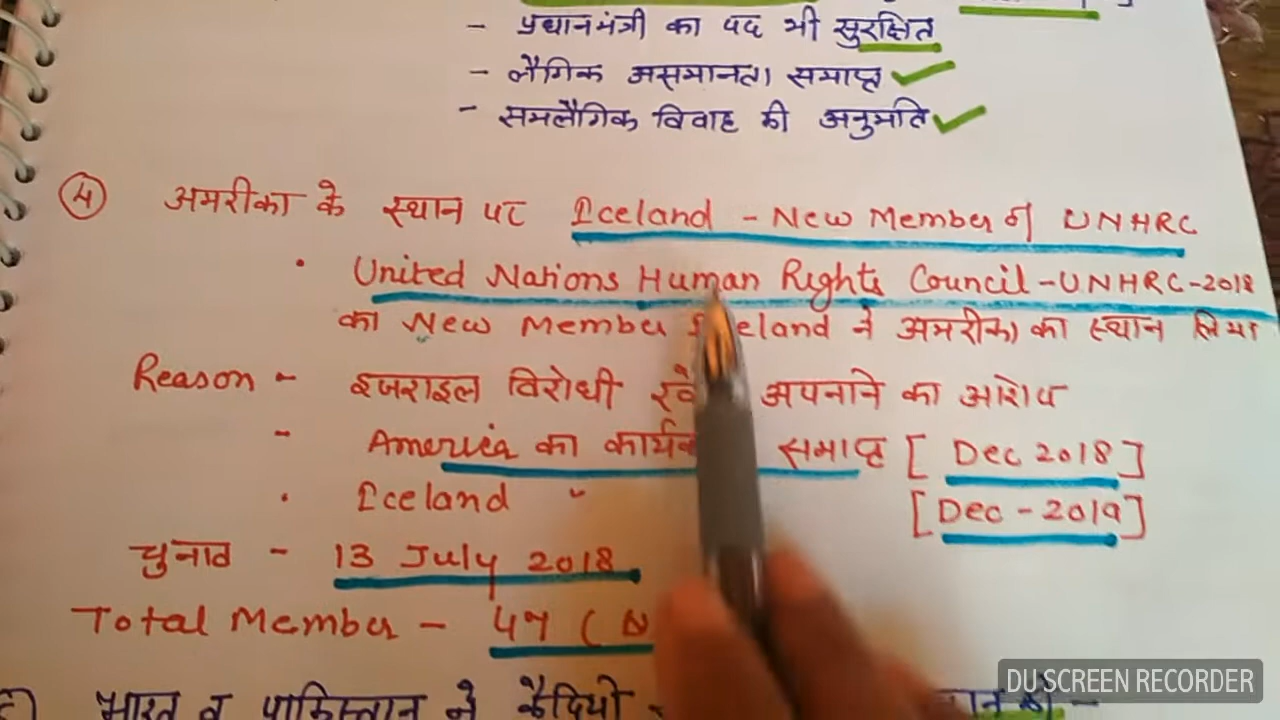 - प्रधानमंत्री का पद भी सुरक्षित
- लैगिक असमानता समाप्त
- समलैगिक विवाह की अनुमति
4 अमरीका के स्थान पर Iceland - New Member of UNHRC
• United Nations Human Rights Council - UNHRC - 2018
का New Member Iceland ने अमरीका का स्थान लिया
Reason - इजराइल विरोधी अपनाने का आरोप
- America का समाप्त [Dec 2018]
• Iceland " [Dec - 2019]
चुनाव - 13 July 2018
Total Member - 47 (
भारत व पाकिस्तान ने कैदियो -
DU SCREEN RECORDER